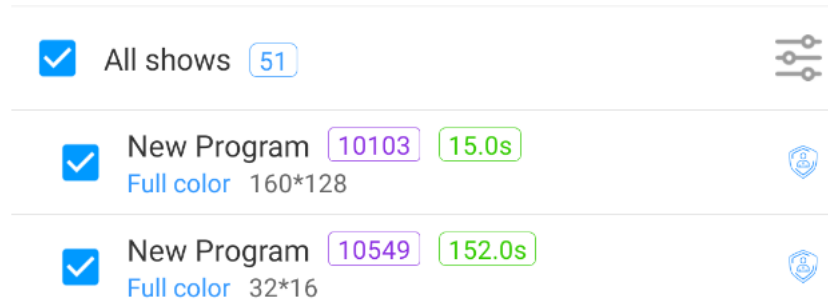 All shows 51
New Program 10103 15.0s
Full color 160*128
New Program 10549 152.0s
Full color 32*16